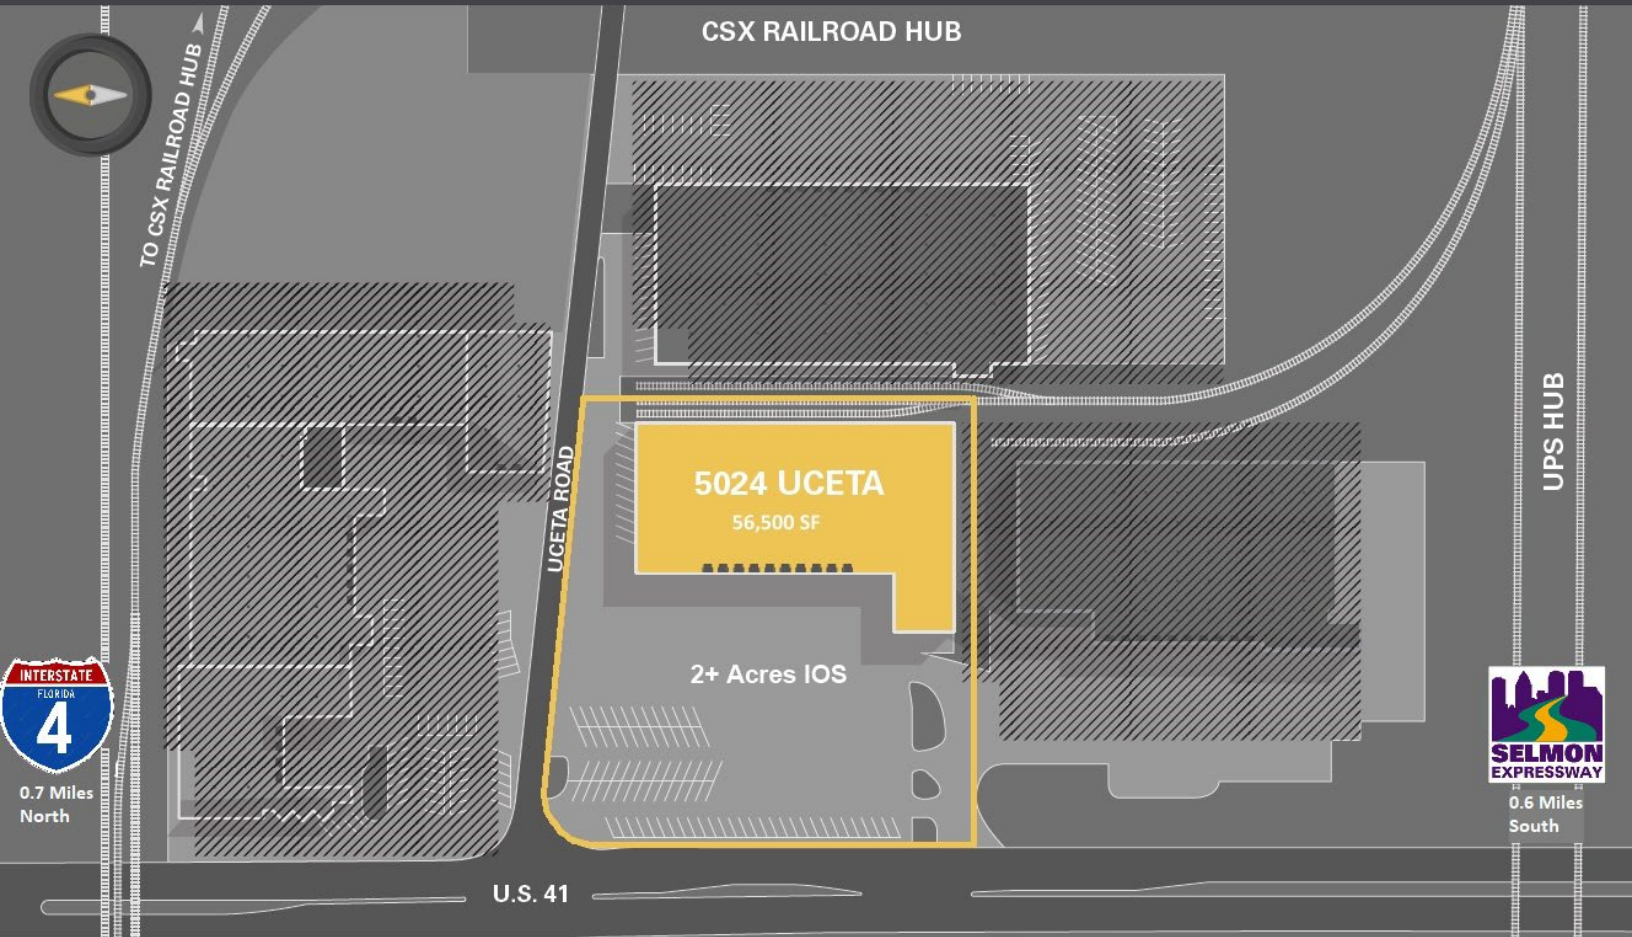 CSX RAILROAD HUB
TO CSX RAILROAD HUB
UCETA ROAD
5024 UCETA
56,500 SF
2+ Acres IOS
UPS HUB
INTERSTATE
FLORIDA
4
0.7 Miles
North
SELMON
EXPRESSWAY
0.6 Miles
South
U.S. 41